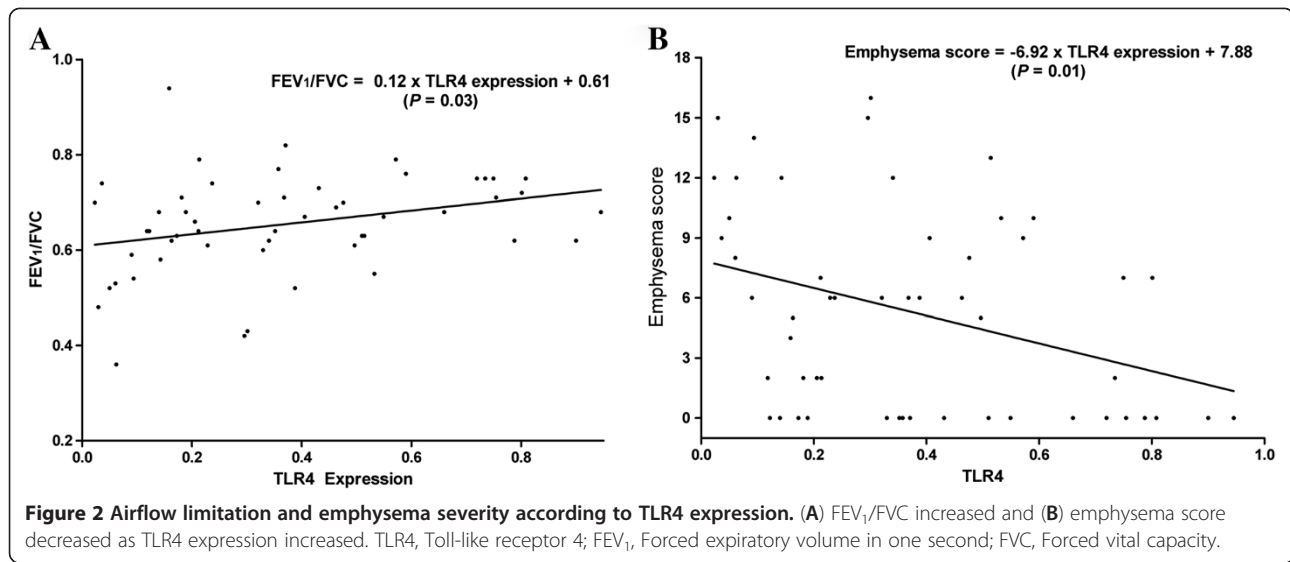 A
FEV₁/FVC = 0.12 x TLR4 expression + 0.61
(P = 0.03)
1.0
0.8
0.6
0.4
0.2
FEV₁/FVC
0.0
0.2
0.4
0.6
0.8
TLR4 Expression
B
Emphysema score = -6.92 x TLR4 expression + 7.88
(P = 0.01)
18
15
12
9
6
3
0
Emphysema score
0.0
0.2
0.4
0.6
0.8
1.0
TLR4
Figure 2 Airflow limitation and emphysema severity according to TLR4 expression. (A) FEV₁/FVC increased and (B) emphysema score
decreased as TLR4 expression increased. TLR4, Toll-like receptor 4; FEV₁, Forced expiratory volume in one second; FVC, Forced vital capacity.